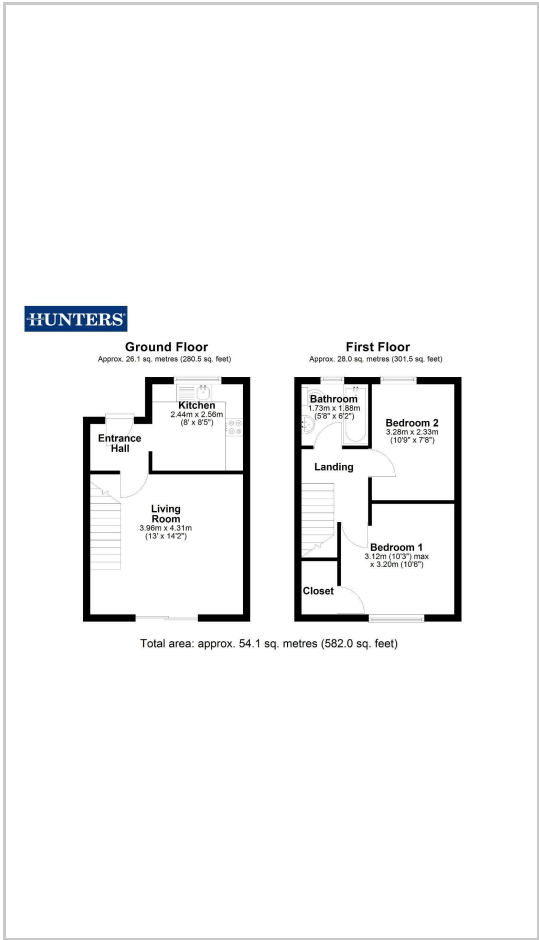 HUNTERS
Ground Floor
Approx. 26.1 sq. metres (280.5 sq. feet)
Kitchen
2.44m x 2.56m
(8' x 8'5")
Entrance
Hall
Living
Room
3.96m x 4.31m
(13' x 14'2")
First Floor
Approx. 28.0 sq. metres (301.5 sq. feet)
Bathroom
1.73m x 1.88m
(5'8" x 6'2")
Bedroom 2
3.28m x 2.33m
(10'9" x 7'8")
Landing
Bedroom 1
3.12m (10'3") max
x 3.20m (10'6")
Closet
Total area: approx. 54.1 sq. metres (582.0 sq. feet)